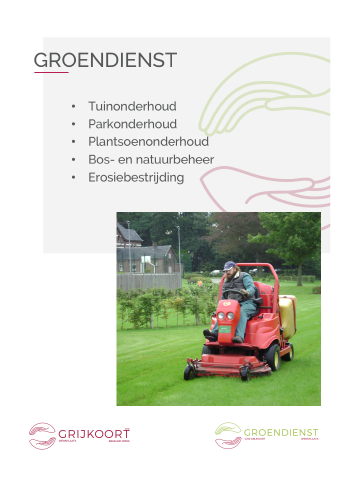 GROENDIENST
• Tuinonderhoud
• Parkonderhoud
• Plantsoenonderhoud
• Bos- en natuurbeheer
• Erosiebestrijding
GRIJKOORT
GROENDIENST